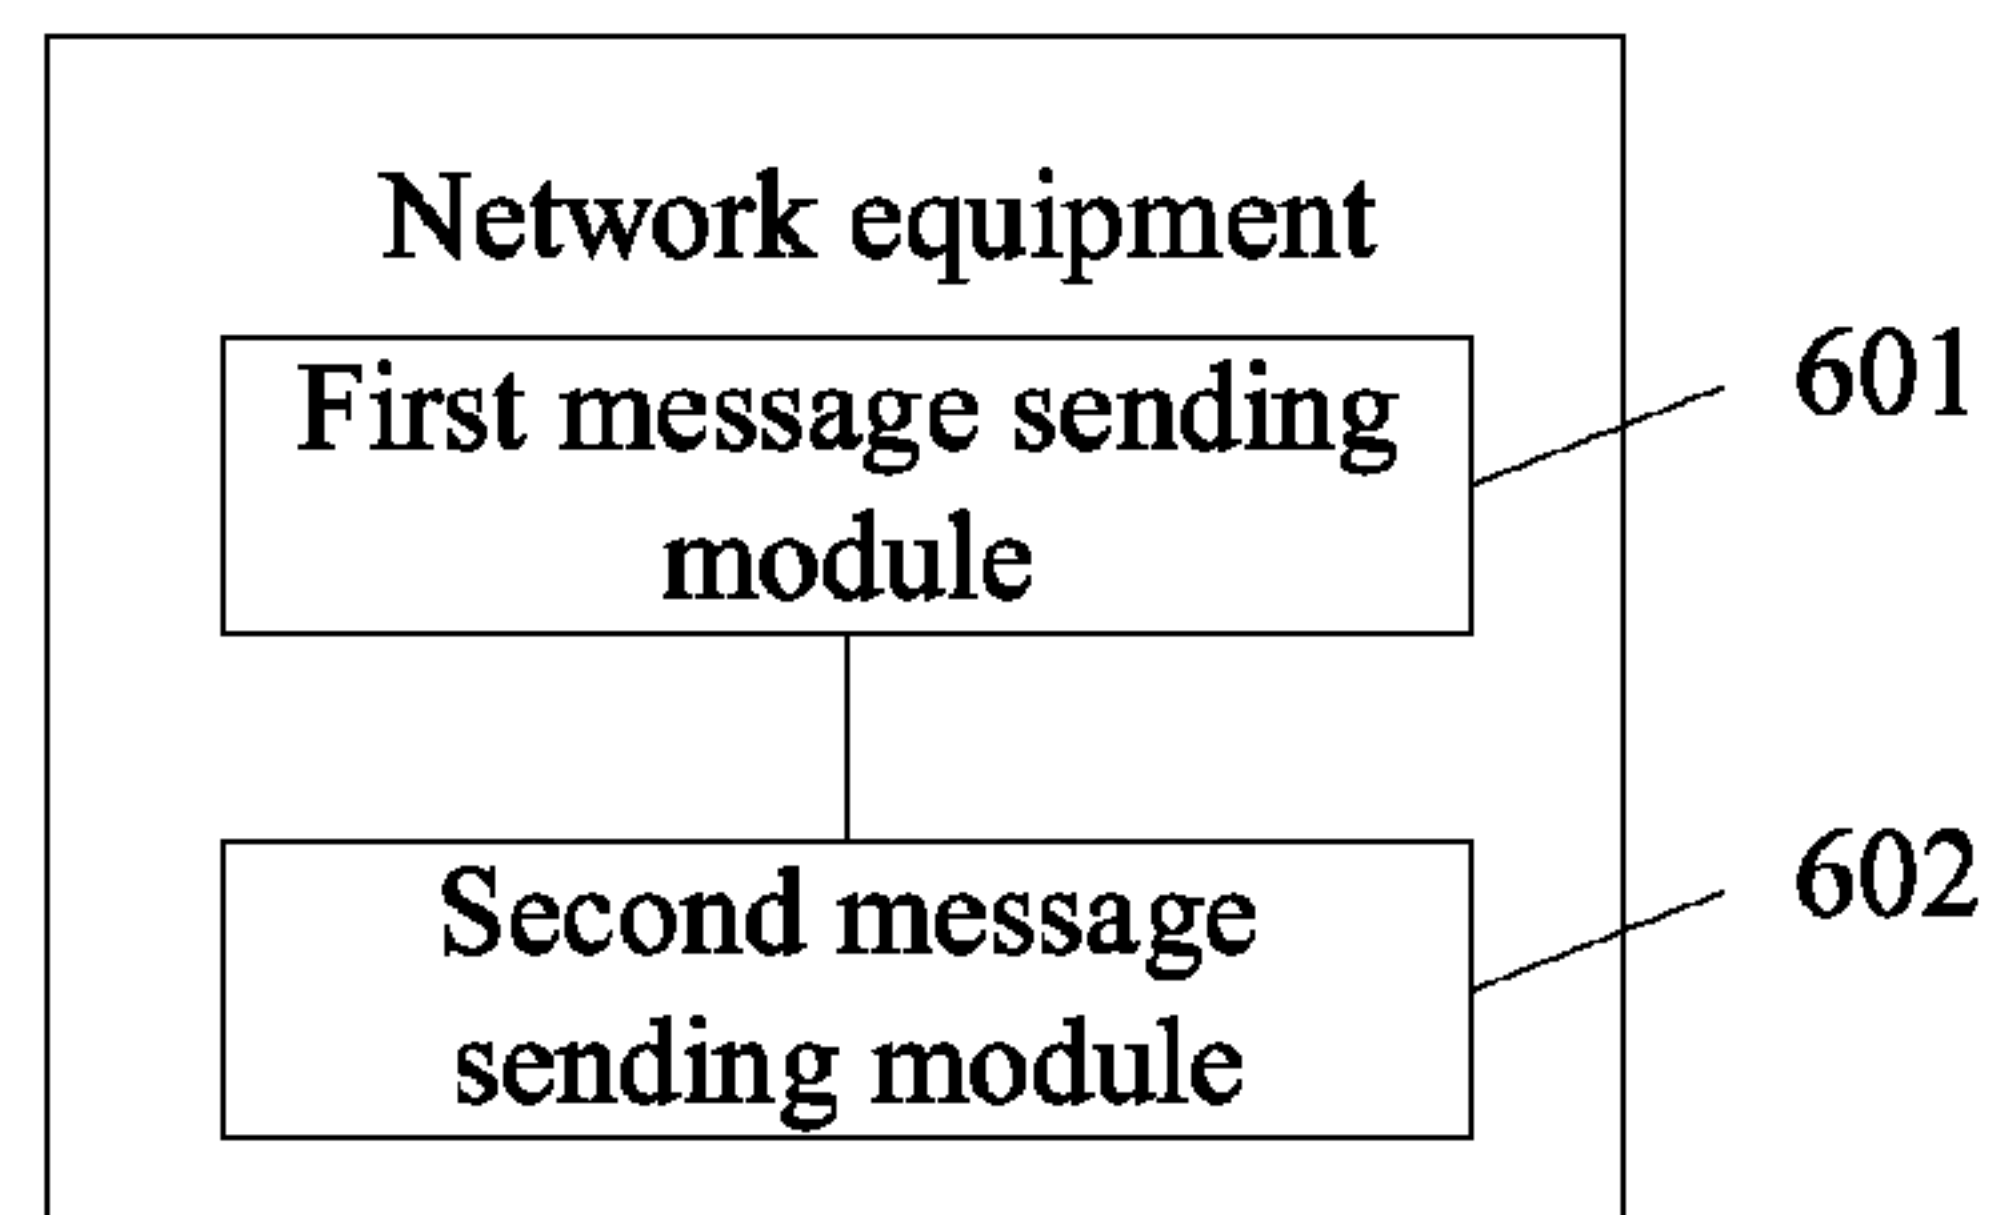 Network equipment
First message sending
module
601
Second message
sending module
602